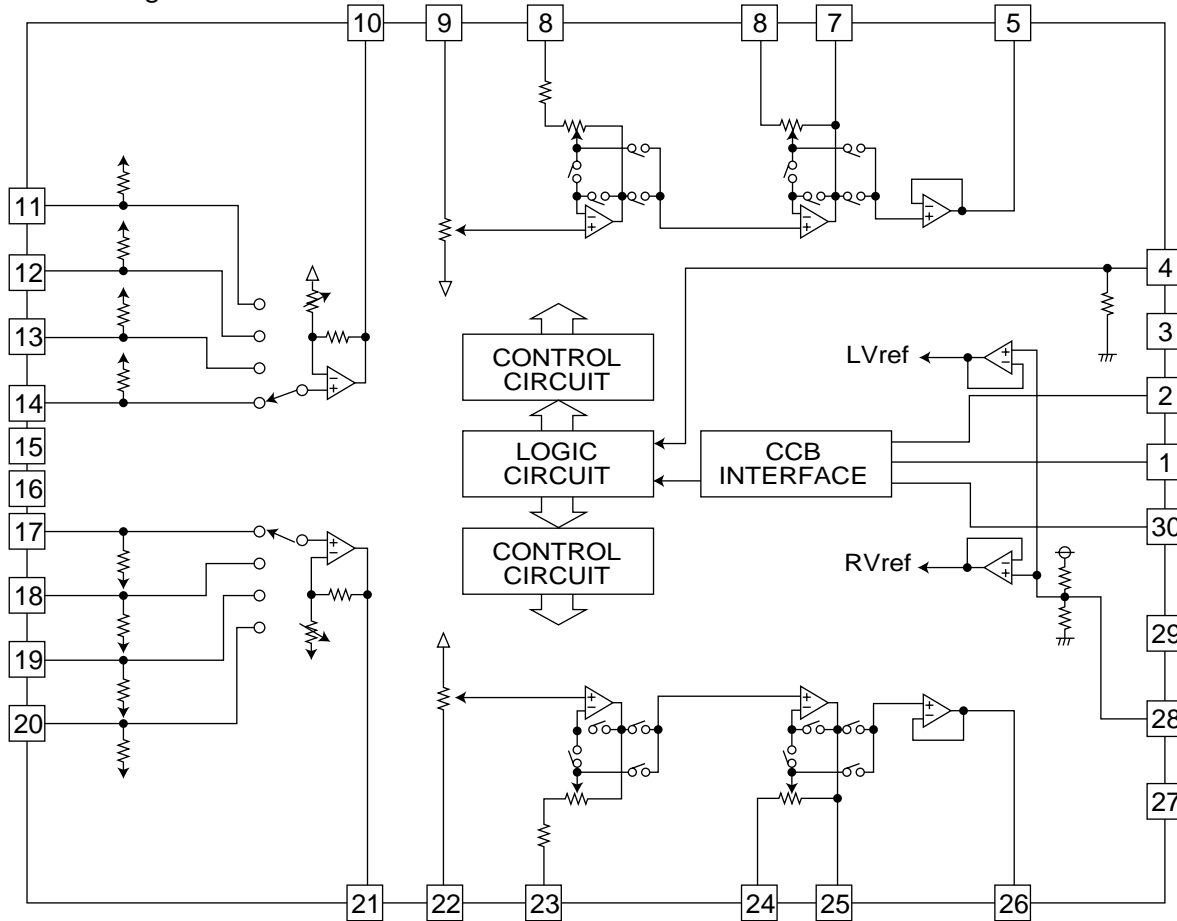 10 9 8 8 7 5
11
12
13
14
15
16
17
18
19
20
4
3
2
1
30
29
28
27
CONTROL
CIRCUIT
LOGIC
CIRCUIT
CCB
INTERFACE
CONTROL
CIRCUIT
LVref
RVref
21 22 23 24 25 26